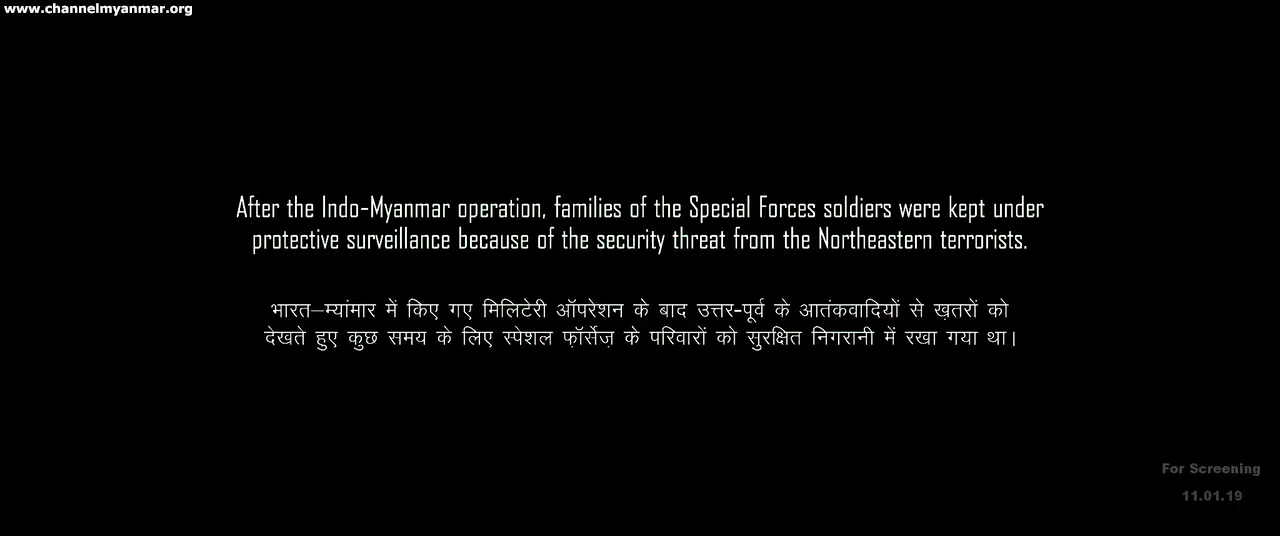 www.channelmyanmar.org
After the Indo-Myanmar operation, families of the Special Forces soldiers were kept under
protective surveillance because of the security threat from the Northeastern terrorists.
भारत–म्यांमार में किए गए मिलिटेरी ऑपरेशन के बाद उत्तर-पूर्व के आतंकवादियों से ख़तरों को
देखते हुए कुछ समय के लिए स्पेशल फ़ॉर्सेज़ के परिवारों को सुरक्षित निगरानी में रखा गया था।
For Screening
11.01.19